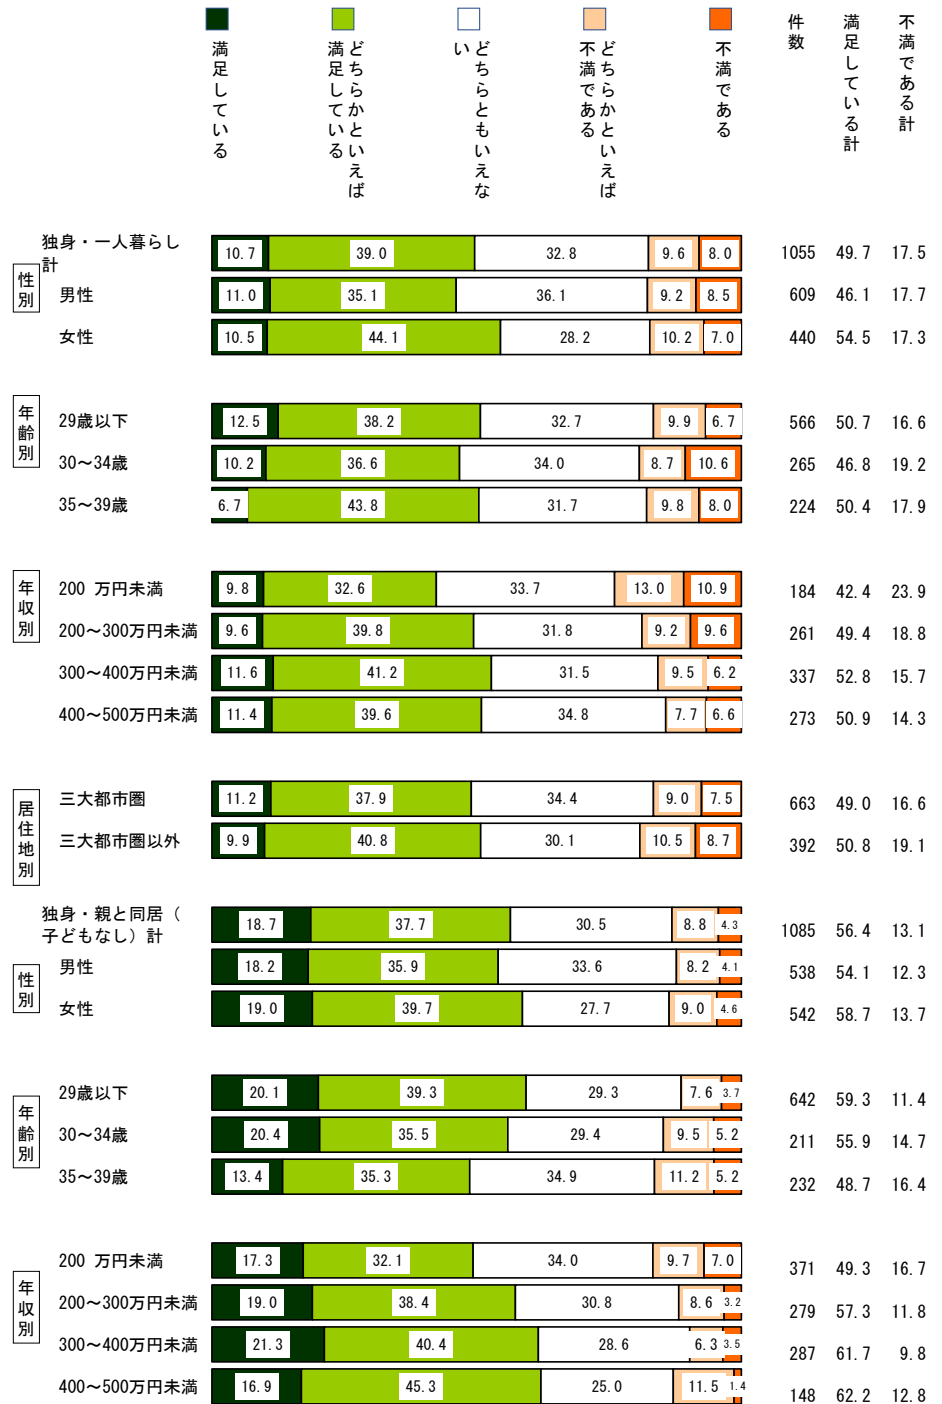 満足している
どちらかといえば
満足している
どちらともいえな
い
どちらかといえば
不満である
不満である
件数
満足している計
不満である計
独身・一人暮らし
計
10.7 39.0 32.8 9.6 8.0 1055 49.7 17.5
性別
男性 11.0 35.1 36.1 9.2 8.5 609 46.1 17.7
女性 10.5 44.1 28.2 10.2 7.0 440 54.5 17.3
年齢別
29歳以下 12.5 38.2 32.7 9.9 6.7 566 50.7 16.6
30～34歳 10.2 36.6 34.0 8.7 10.6 265 46.8 19.2
35～39歳 6.7 43.8 31.7 9.8 8.0 224 50.4 17.9
年収別
200 万円未満 9.8 32.6 33.7 13.0 10.9 184 42.4 23.9
200～300万円未満 9.6 39.8 31.8 9.2 9.6 261 49.4 18.8
300～400万円未満 11.6 41.2 31.5 9.5 6.2 337 52.8 15.7
400～500万円未満 11.4 39.6 34.8 7.7 6.6 273 50.9 14.3
居住地別
三大都市圏 11.2 37.9 34.4 9.0 7.5 663 49.0 16.6
三大都市圏以外 9.9 40.8 30.1 10.5 8.7 392 50.8 19.1
独身・親と同居（
子どもなし）計
18.7 37.7 30.5 8.8 4.3 1085 56.4 13.1
性別
男性 18.2 35.9 33.6 8.2 4.1 538 54.1 12.3
女性 19.0 39.7 27.7 9.0 4.6 542 58.7 13.7
年齢別
29歳以下 20.1 39.3 29.3 7.6 3.7 642 59.3 11.4
30～34歳 20.4 35.5 29.4 9.5 5.2 211 55.9 14.7
35～39歳 13.4 35.3 34.9 11.2 5.2 232 48.7 16.4
年収別
200 万円未満 17.3 32.1 34.0 9.7 7.0 371 49.3 16.7
200～300万円未満 19.0 38.4 30.8 8.6 3.2 279 57.3 11.8
300～400万円未満 21.3 40.4 28.6 6.3 3.5 287 61.7 9.8
400～500万円未満 16.9 45.3 25.0 11.5 1.4 148 62.2 12.8